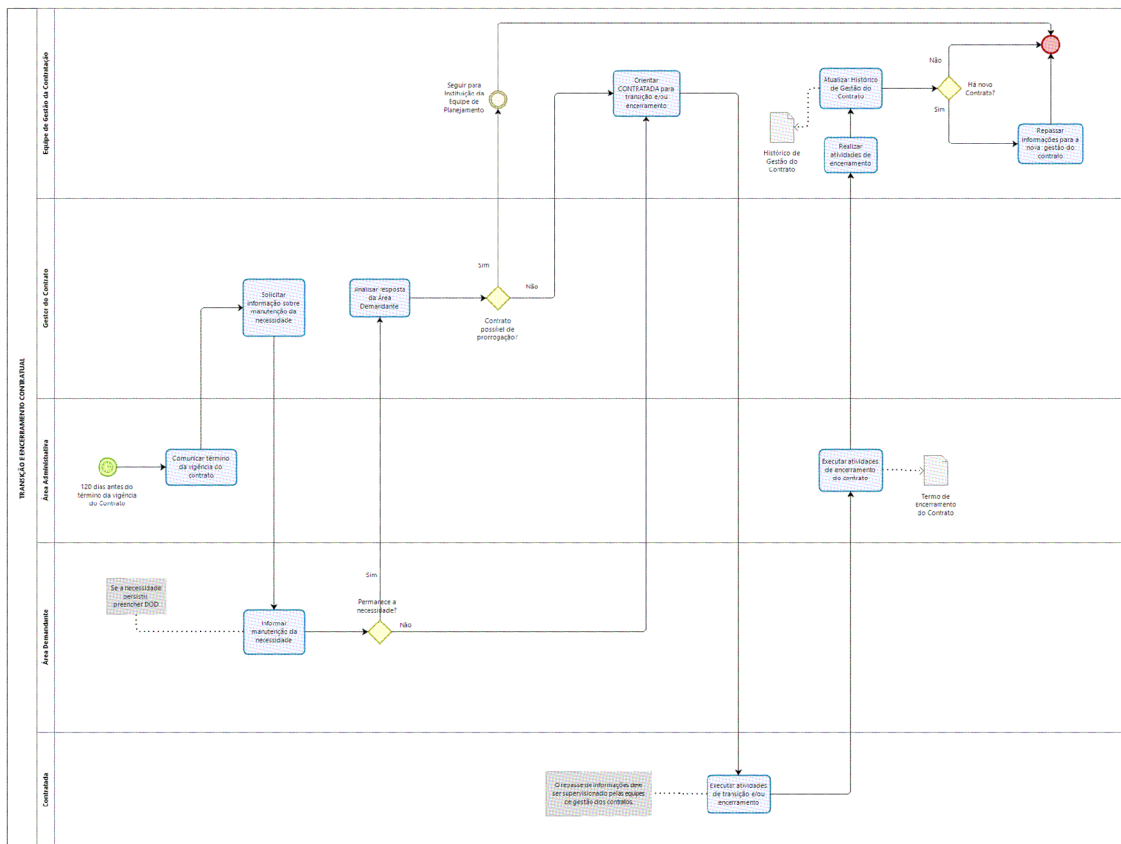 TRANSIÇÃO E ENCERRAMENTO CONTRATUAL
Equipe de Gestão da Contratação
Seguir para
Instituição da
Equipe de
Planejamento
Orientar
CONTRATADA para
transição e/ou
encerramento
Atualizar Histórico
de Gestão do
Contrato
Histórico de
Gestão do
Contrato
Realizar
atividades de
encerramento
Não
Há novo
Contrato?
Sim
Repassar
informações para a
nova gestão do
contrato
Gestor do Contrato
Solicitar
informação sobre
manutenção da
necessidade
Analisar resposta
da Área
Demandante
Sim
Não
Contrato
possível de
prorrogação?
Área Administrativa
120 dias antes do
término da vigência
do Contrato
Comunicar término
da vigência do
contrato
Executar atividades
de encerramento
do contrato
Termo de
encerramento
do Contrato
Área Demandante
Se a necessidade
persistir,
preencher DOD
Informar
manutenção da
necessidade
Sim
Permanece a
necessidade?
Não
Contratada
O repasse de informações deve
ser supervisionado pelas equipes
de gestão dos contratos.
Executar atividades
de transição e/ou
encerramento